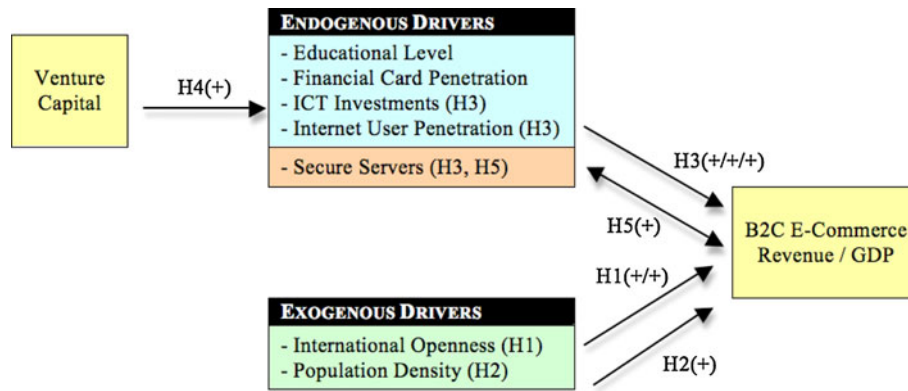 Venture
Capital
H4(+)
ENDOGENOUS DRIVERS
- Educational Level
- Financial Card Penetration
- ICT Investments (H3)
- Internet User Penetration (H3)
- Secure Servers (H3, H5)
H3(+/+/+)
H5(+)
H1(+/+)
H2(+)
B2C E-Commerce
Revenue / GDP
EXOGENOUS DRIVERS
- International Openness (H1)
- Population Density (H2)